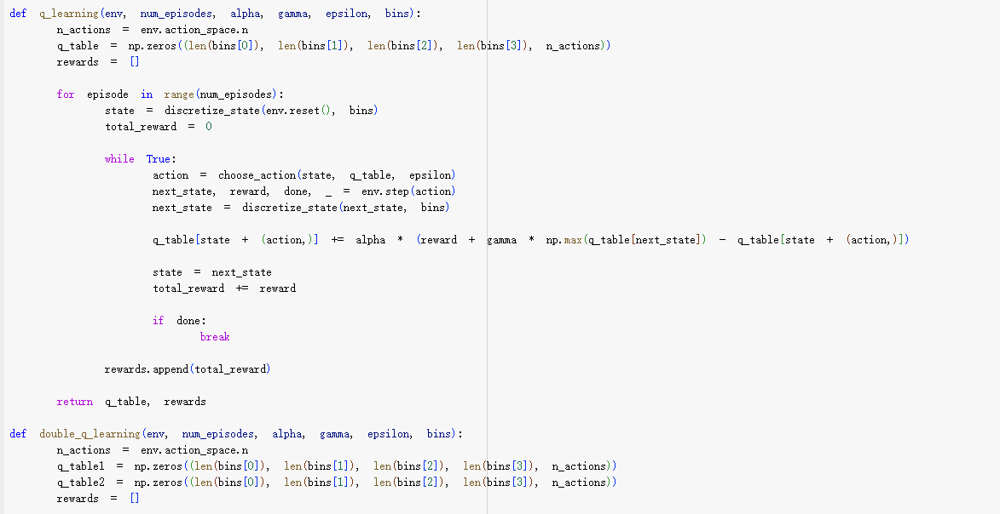 def q_learning(env, num_episodes, alpha, gamma, epsilon, bins):
n_actions = env.action_space.n
q_table = np.zeros((len(bins[0]), len(bins[1]), len(bins[2]), len(bins[3]), n_actions))
rewards = []
for episode in range(num_episodes):
state = discretize_state(env.reset(), bins)
total_reward = 0
while True:
action = choose_action(state, q_table, epsilon)
next_state, reward, done, _ = env.step(action)
next_state = discretize_state(next_state, bins)
q_table[state + (action,)] += alpha * (reward + gamma * np.max(q_table[next_state]) - q_table[state + (action,)])
state = next_state
total_reward += reward
if done:
break
rewards.append(total_reward)
return q_table, rewards
def double_q_learning(env, num_episodes, alpha, gamma, epsilon, bins):
n_actions = env.action_space.n
q_table1 = np.zeros((len(bins[0]), len(bins[1]), len(bins[2]), len(bins[3]), n_actions))
q_table2 = np.zeros((len(bins[0]), len(bins[1]), len(bins[2]), len(bins[3]), n_actions))
rewards = []